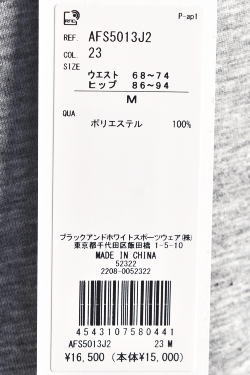 P-ap1
REF. AFS5013J2
COL. 23
SIZE
ウエスト 68~74
ヒップ 86~94
M
QUA
ポリエステル 100%
ブラックアンドホワイトスポーツウェア(株)
東京都千代田区飯田橋 1-5-10
MADE IN CHINA
52322
2208-0052322
4543107580441
AFS5013J2 23 M
¥16,500 (本体¥15,000)